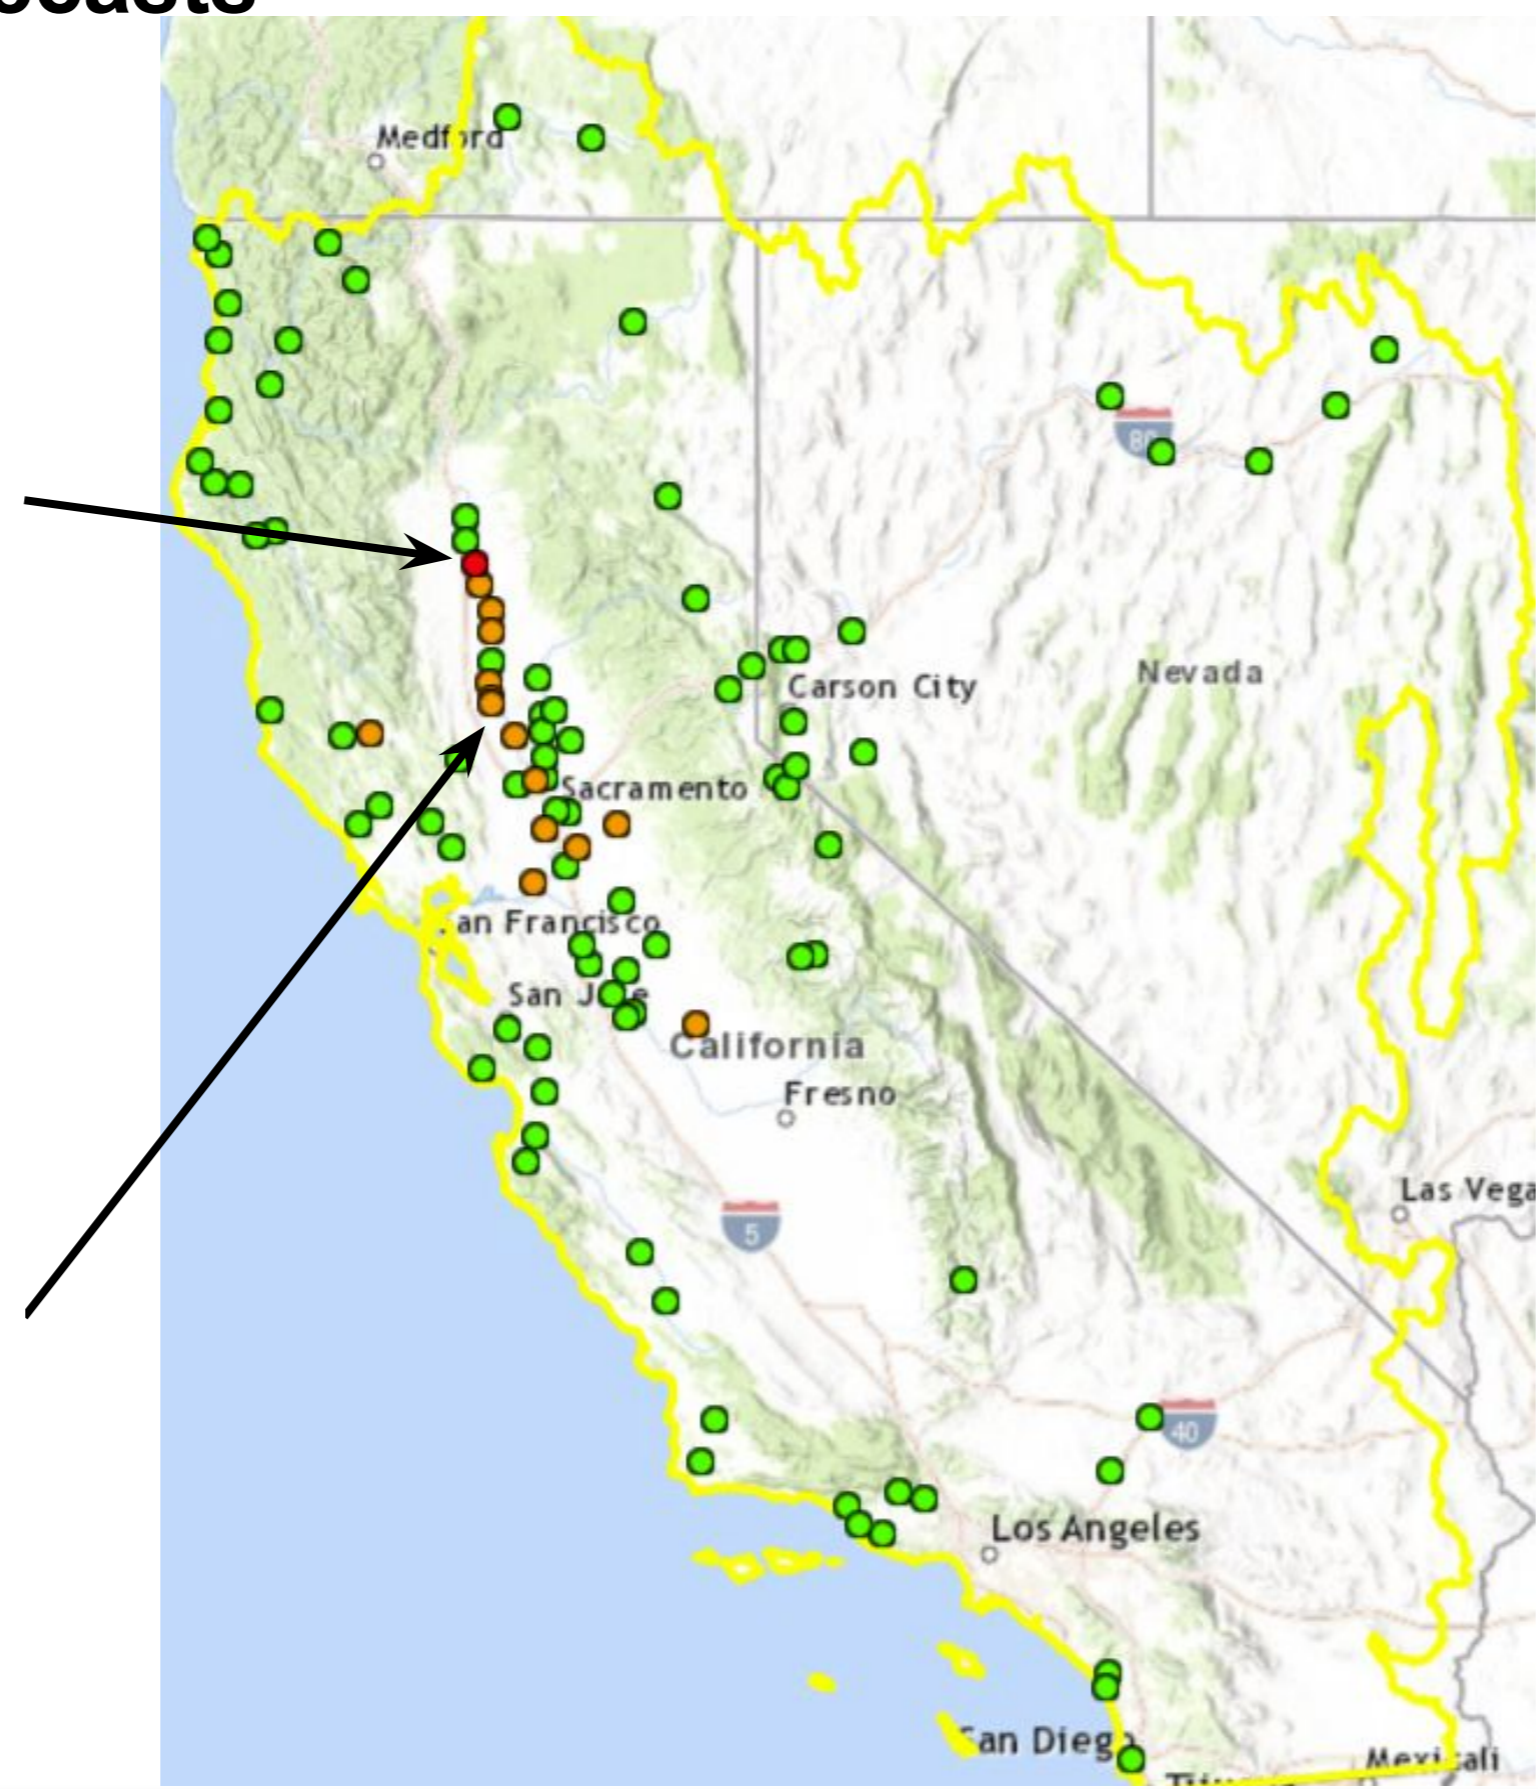 Medford
80
Nevada
Carson City
Sacramento
an Francisco
San Jose
California
Fresno
Las Vega
5
40
Los Angeles
San Diego
Mexicali